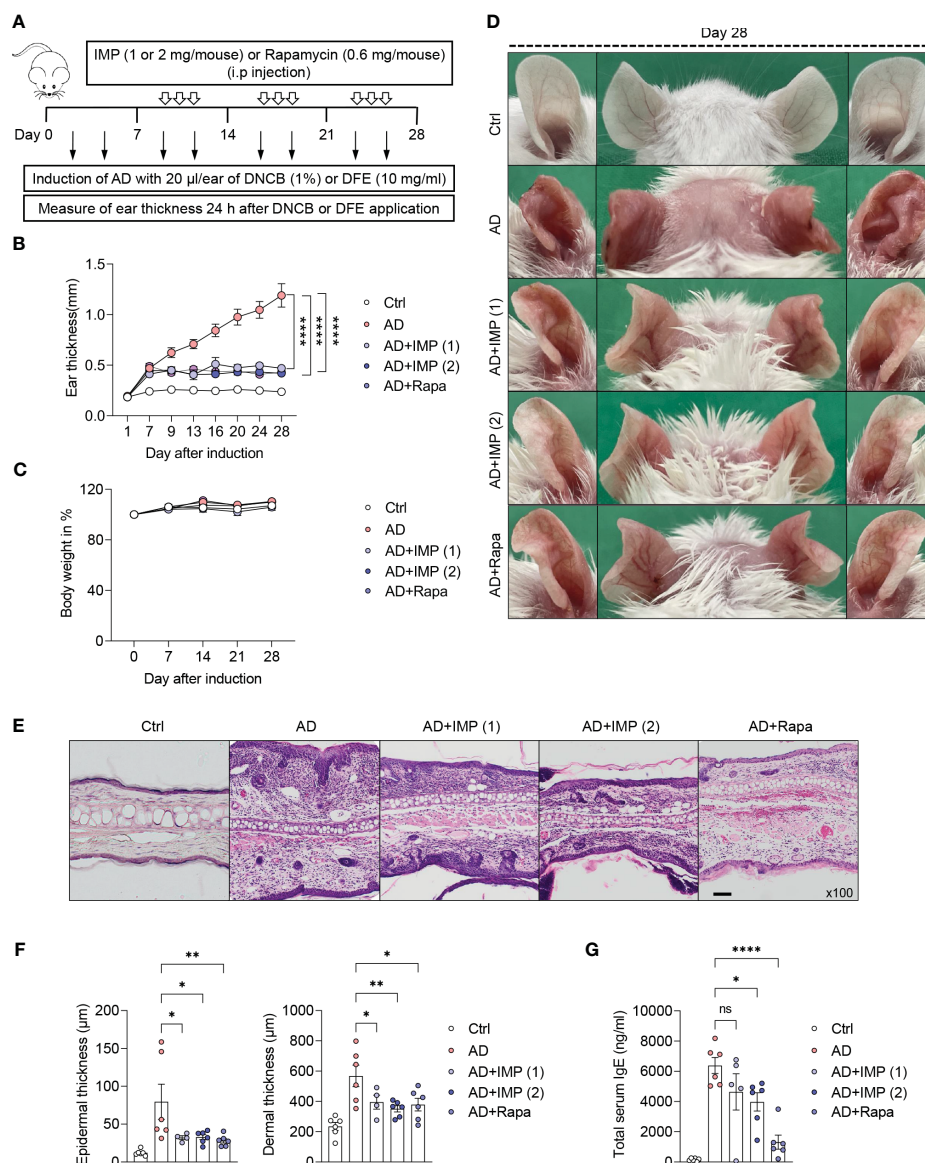 A
IMP (1 or 2 mg/mouse) or Rapamycin (0.6 mg/mouse)
(i.p injection)
Day 0 7 14 21 28
Induction of AD with 20 µl/ear of DNCB (1%) or DFE (10 mg/ml)
Measure of ear thickness 24 h after DNCB or DFE application
B
Ear thickness(mm)
1.5
1.0
0.5
0.0
1 7 9 13 16 20 24 28
Day after induction
****
****
****
Ctrl
AD
AD+IMP (1)
AD+IMP (2)
AD+Rapa
C
Body weight in %
120
80
40
0
0 7 14 21 28
Day after induction
Ctrl
AD
AD+IMP (1)
AD+IMP (2)
AD+Rapa
D
Day 28
Ctrl
AD
AD+IMP (1)
AD+IMP (2)
AD+Rapa
E
Ctrl AD AD+IMP (1) AD+IMP (2) AD+Rapa
x100
F
Epidermal thickness (µm)
200
150
100
50
0
**
*
*
Dermal thickness (µm)
1000
800
600
400
200
0
*
**
*
Ctrl
AD
AD+IMP (1)
AD+IMP (2)
AD+Rapa
G
Total serum IgE (ng/ml)
10000
8000
6000
4000
2000
0
****
*
ns
Ctrl
AD
AD+IMP (1)
AD+IMP (2)
AD+Rapa